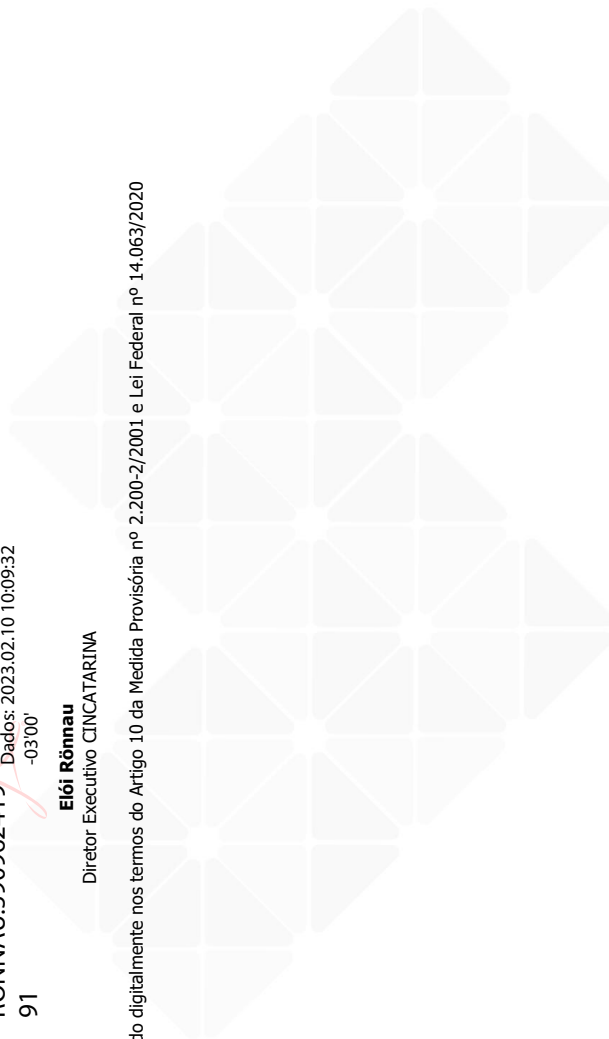 91
Dados: 2023.02.10 10:09:32
-03'00'
Elói Rönnau
Diretor Executivo CINCATARINA
digitalmente nos termos do Artigo 10 da Medida Provisória nº 2.200-2/2001 e Lei Federal nº 14.063/2020